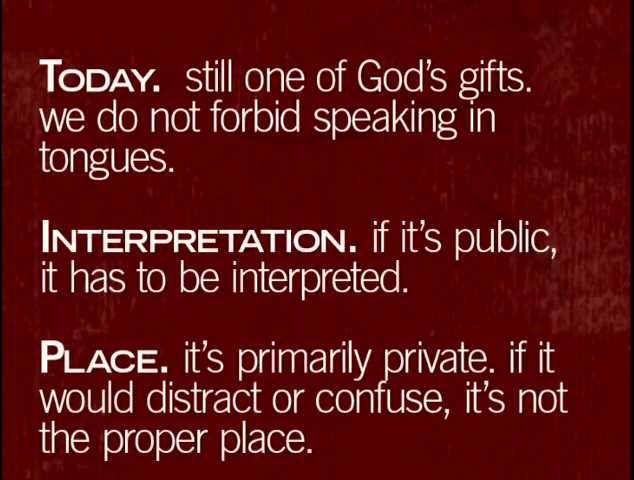 TODAY. still one of God's gifts.
we do not forbid speaking in
tongues.
INTERPRETATION. if it's public,
it has to be interpreted.
PLACE. it's primarily private. if it
would distract or confuse, it's not
the proper place.